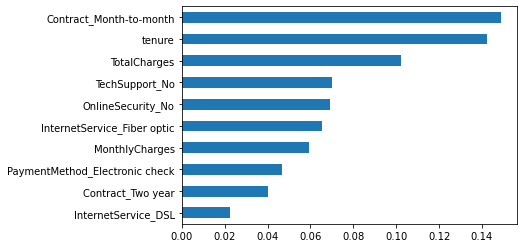 Contract_Month-to-month
tenure
TotalCharges
TechSupport_No
OnlineSecurity_No
InternetService_Fiber optic
MonthlyCharges
PaymentMethod_Electronic check
Contract_Two year
InternetService_DSL
0.00 0.02 0.04 0.06 0.08 0.10 0.12 0.14